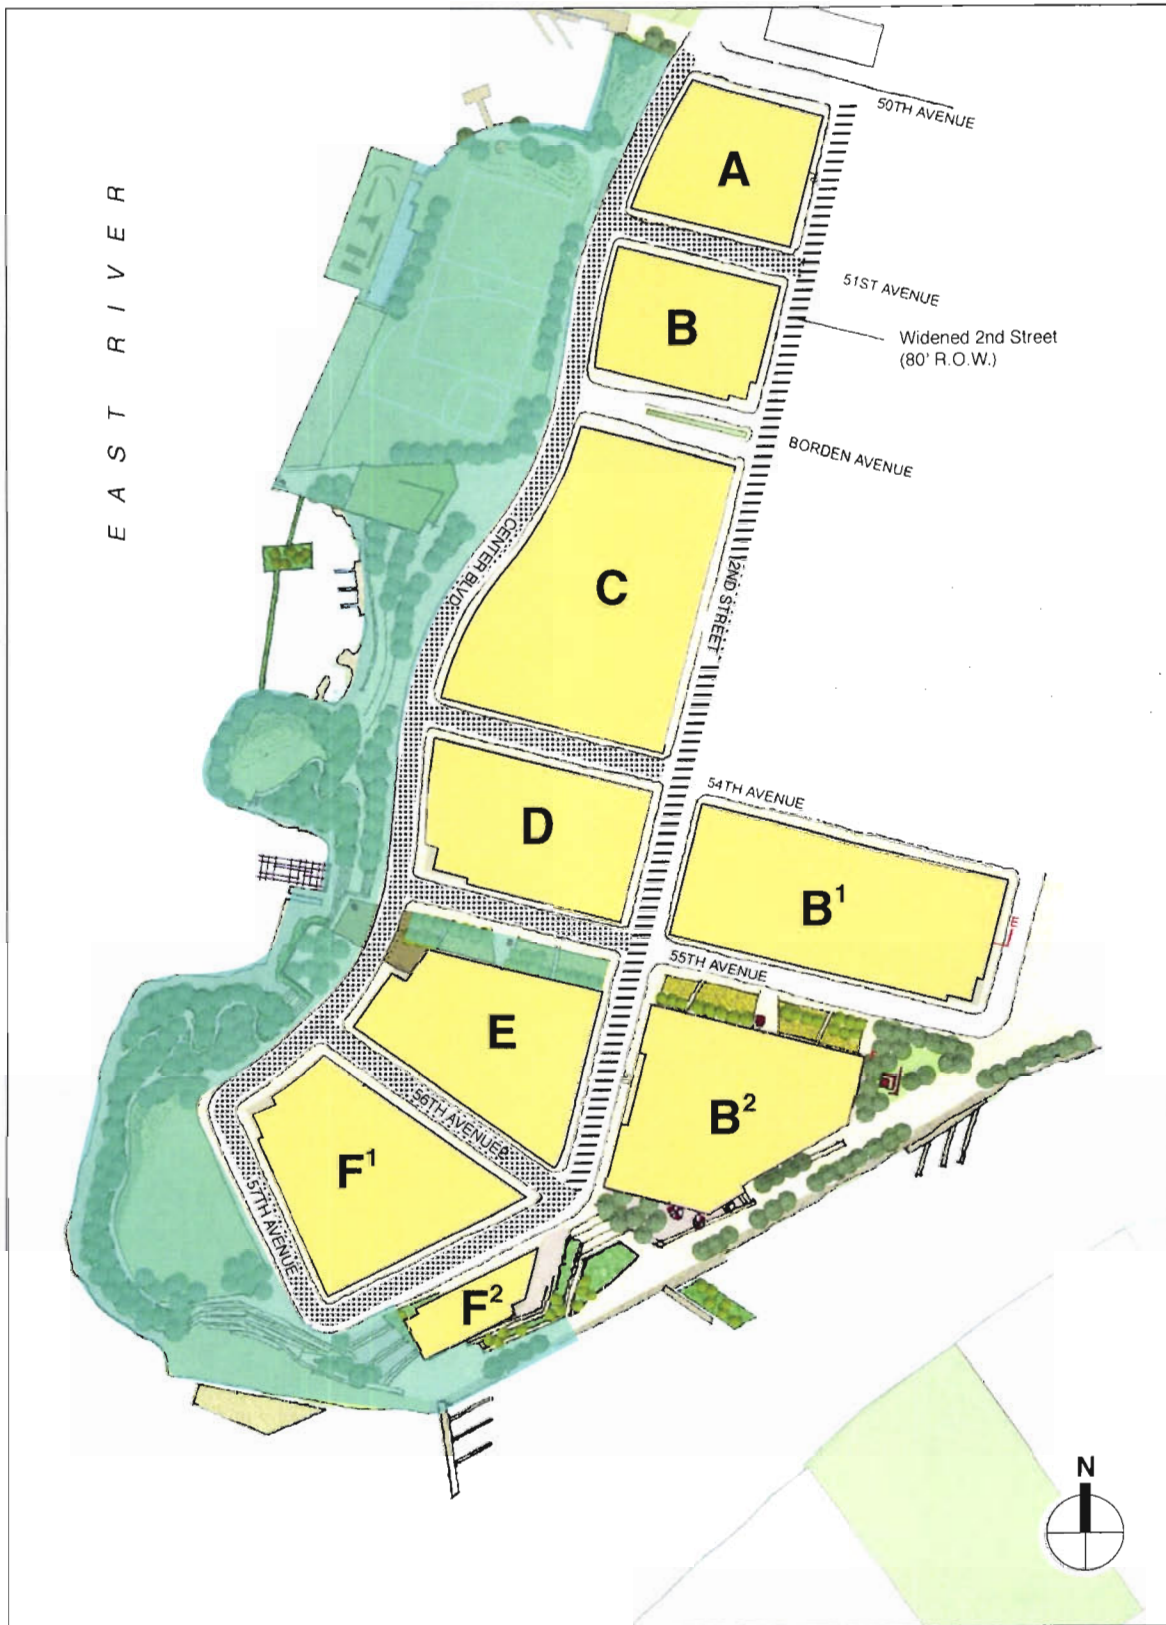 50TH AVENUE
A
EAST RIVER
51ST AVENUE
B
Widened 2nd Street
(80' R.O.W.)
BORDEN AVENUE
CENTER BLVD
C
2ND STREET
54TH AVENUE
D
B¹
E
55TH AVENUE
E
B²
56TH AVENUE
F¹
57TH AVENUE
F²
N